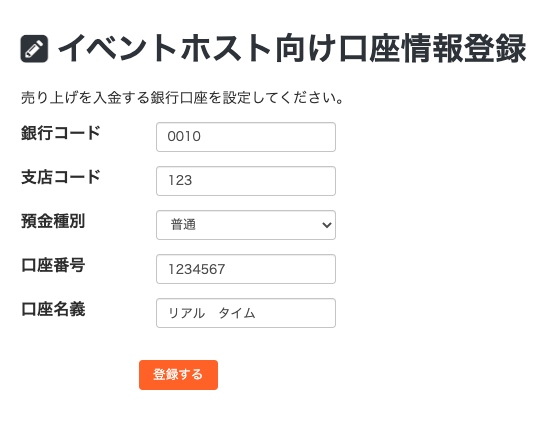 イベントホスト向け口座情報登録
売り上げを入金する銀行口座を設定してください。
銀行コード 0010
支店コード 123
預金種別 普通
口座番号 1234567
口座名義 リアル　タイム
登録する